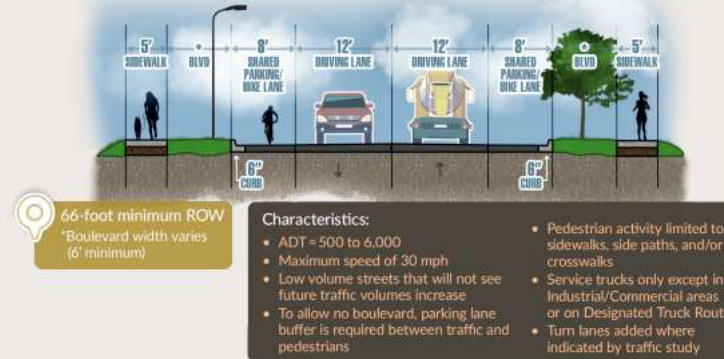 5' SIDEWALK
* BLVD
8' SHARED PARKING/ BIKE LANE
12' DRIVING LANE
12' DRIVING LANE
8' SHARED PARKING/ BIKE LANE
* BLVD
5' SIDEWALK
6" CURB
6" CURB
66-foot minimum ROW
*Boulevard width varies
(6' minimum)
Characteristics:
• ADT = 500 to 6,000
• Maximum speed of 30 mph
• Low volume streets that will not see
future traffic volumes increase
• To allow no boulevard, parking lane
buffer is required between traffic and
pedestrians
• Pedestrian activity limited to
sidewalks, side paths, and/or
crosswalks
• Service trucks only except in
Industrial/Commercial areas
or on Designated Truck Rout
• Turn lanes added where
indicated by traffic study